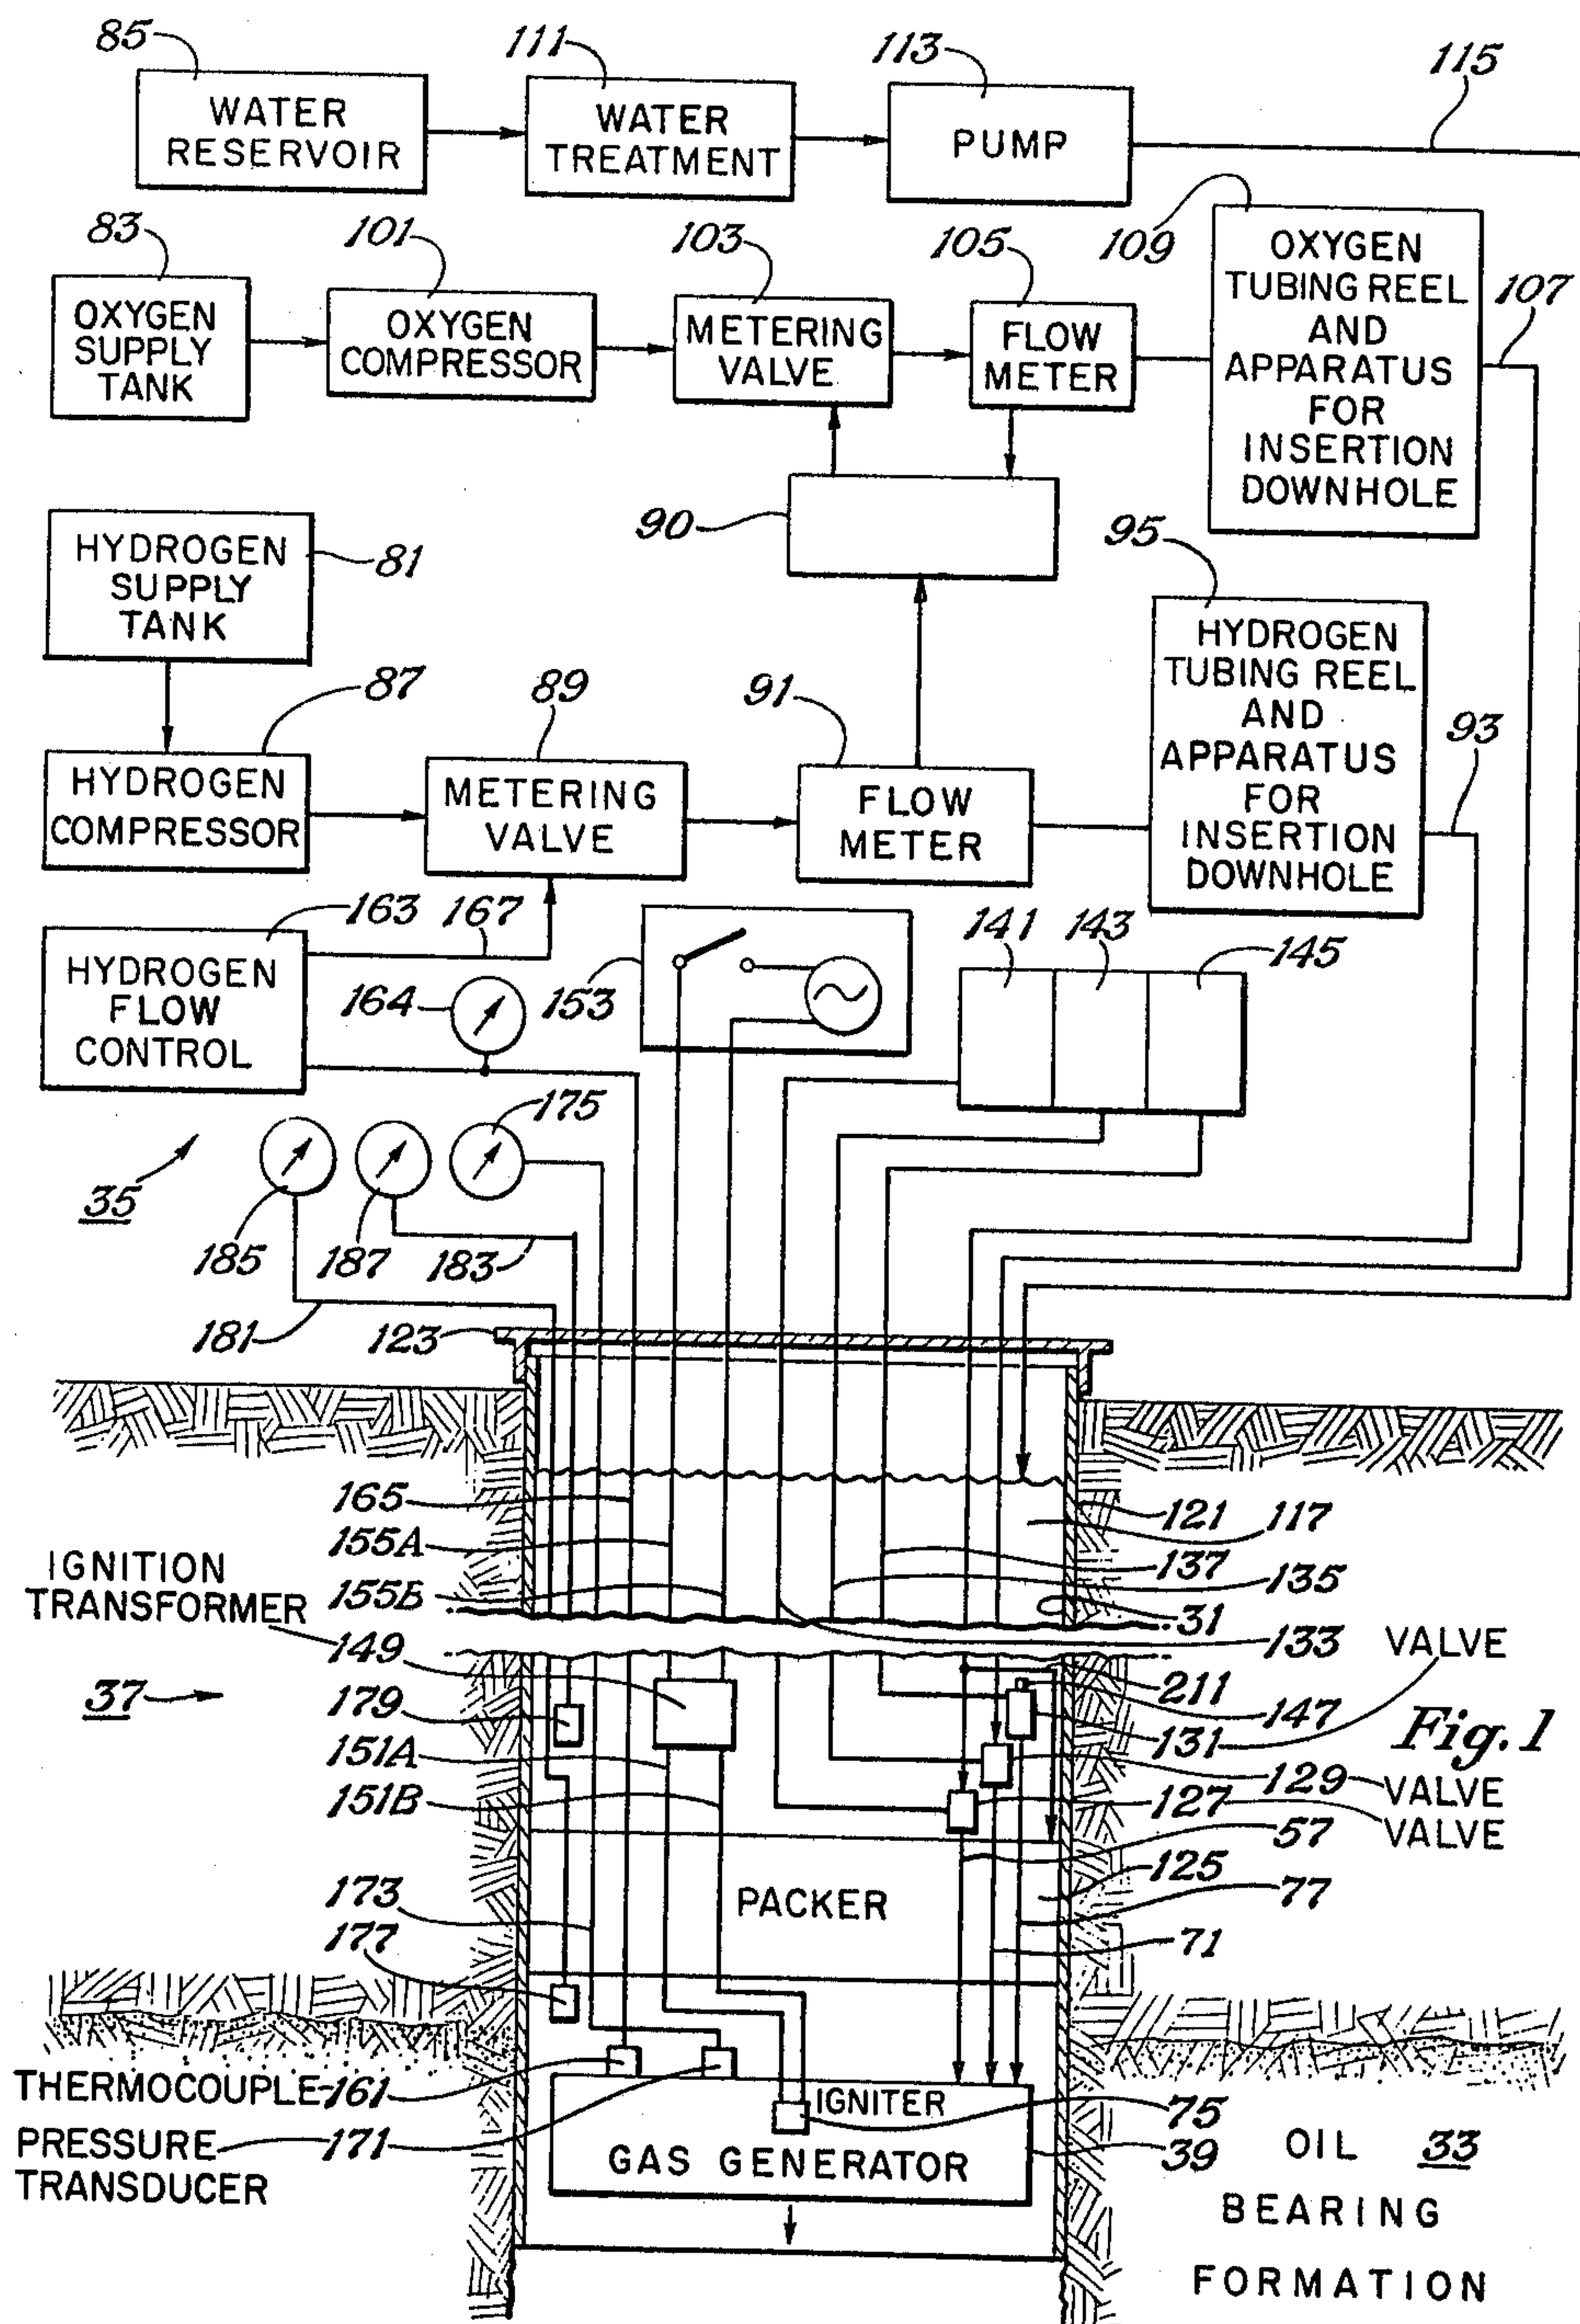 85
111
113
115
WATER
RESERVOIR
WATER
TREATMENT
PUMP
83
101
103
105
109
107
OXYGEN
SUPPLY
TANK
OXYGEN
COMPRESSOR
METERING
VALVE
FLOW
METER
OXYGEN
TUBING REEL
AND
APPARATUS
FOR
INSERTION
DOWNHOLE
90
95
HYDROGEN
SUPPLY
TANK
81
HYDROGEN
TUBING REEL
AND
APPARATUS
FOR
INSERTION
DOWNHOLE
93
87
89
91
HYDROGEN
COMPRESSOR
METERING
VALVE
FLOW
METER
163
167
141
143
145
HYDROGEN
FLOW
CONTROL
164
153
175
35
185
187
183
181
123
165
121
117
155A
137
135
IGNITION
TRANSFORMER
155B
31
149
133
VALVE
37
179
211
147
131
Fig. 1
151A
129
VALVE
151B
127
VALVE
57
125
173
PACKER
77
177
71
THERMOCOUPLE
161
IGNITER
75
PRESSURE
TRANSDUCER
171
GAS GENERATOR
39
OIL 33
BEARING
FORMATION